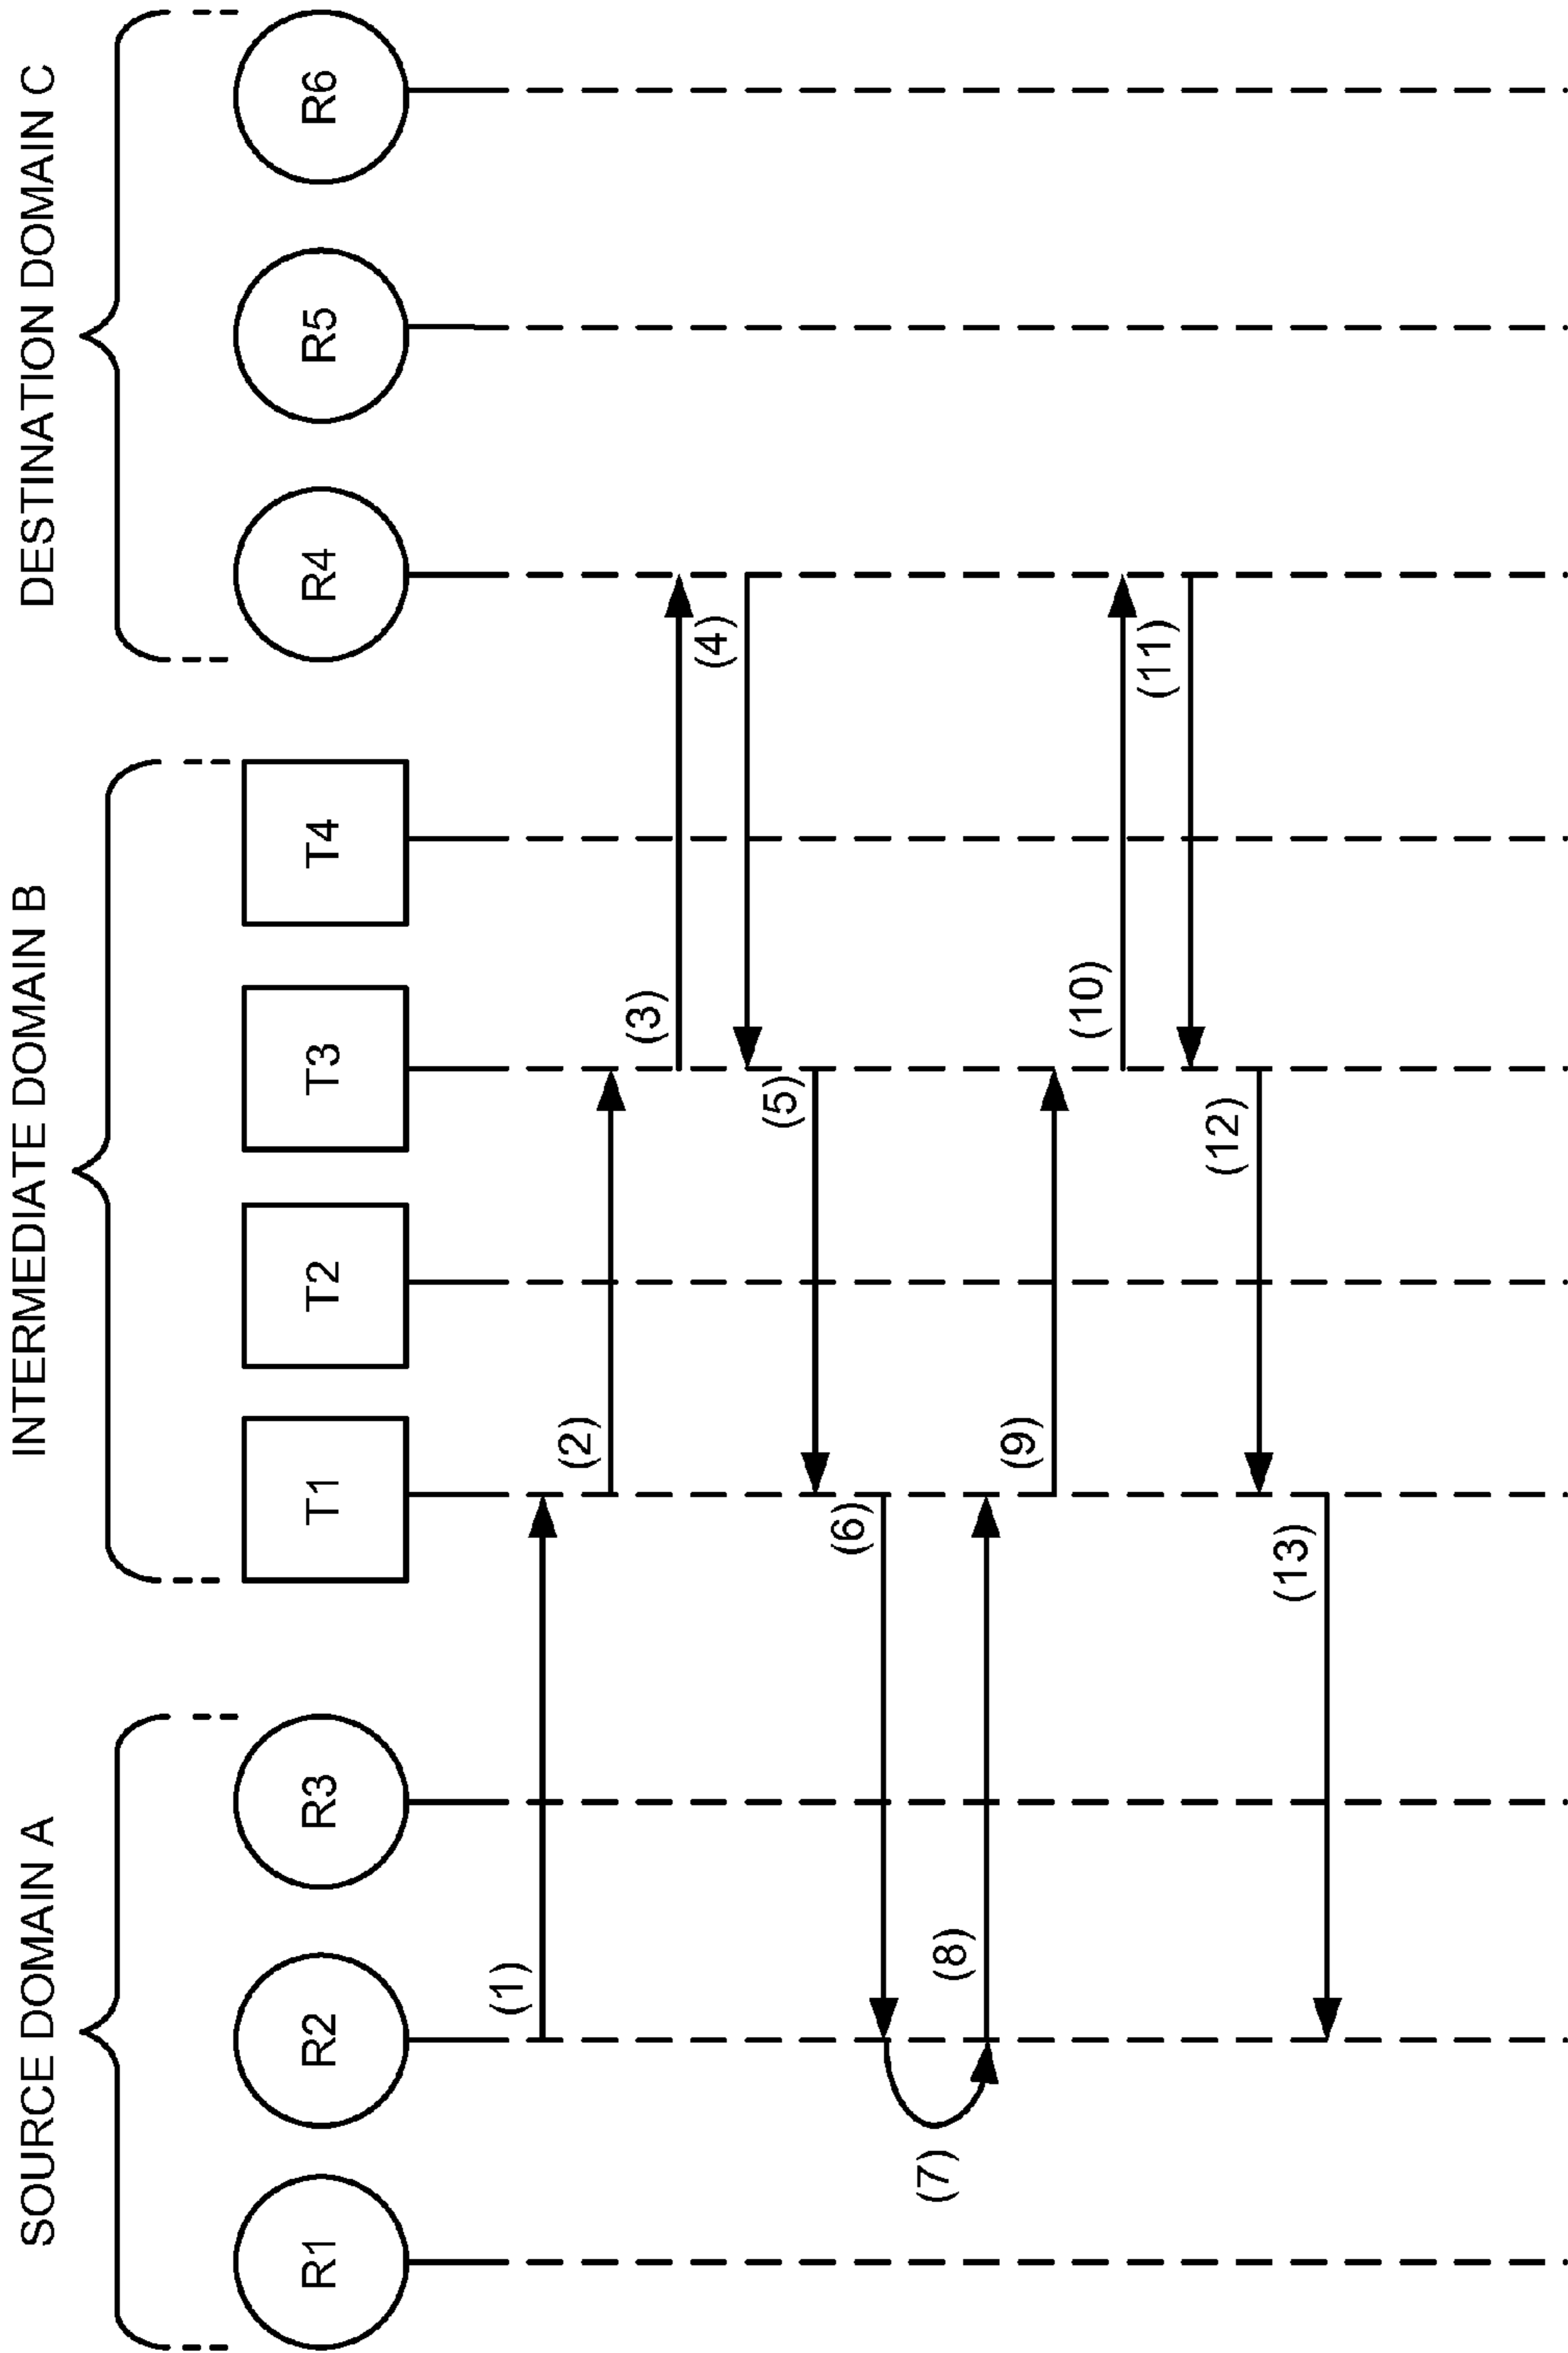 SOURCE DOMAIN A
INTERMEDIATE DOMAIN B
DESTINATION DOMAIN C
R1
R2
R3
T1
T2
T3
T4
R4
R5
R6
(1)
(2)
(3)
(4)
(5)
(6)
(7)
(8)
(9)
(10)
(11)
(12)
(13)